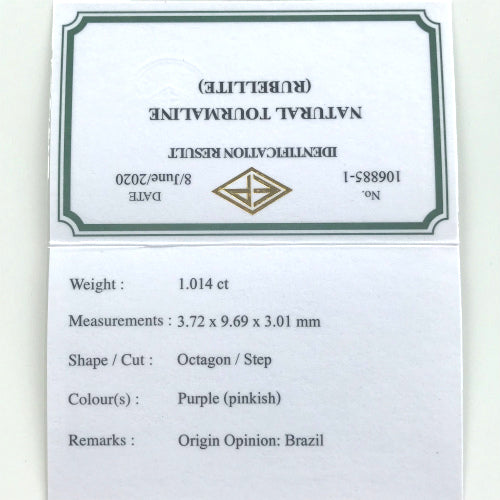 No.
106885-1
DATE
8/June/2020
IDENTIFICATION RESULT
NATURAL TOURMALINE
(RUBELLITE)
Weight : 1.014 ct
Measurements : 3.72 x 9.69 x 3.01 mm
Shape / Cut : Octagon / Step
Colour(s) : Purple (pinkish)
Remarks : Origin Opinion: Brazil